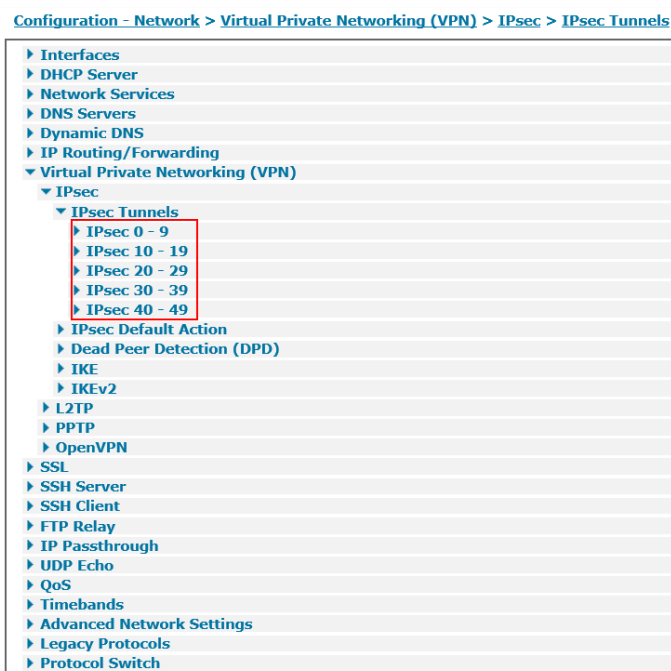 Configuration - Network > Virtual Private Networking (VPN) > IPsec > IPsec Tunnels
Interfaces
DHCP Server
Network Services
DNS Servers
Dynamic DNS
IP Routing/Forwarding
Virtual Private Networking (VPN)
IPsec
IPsec Tunnels
IPsec 0 - 9
IPsec 10 - 19
IPsec 20 - 29
IPsec 30 - 39
IPsec 40 - 49
IPsec Default Action
Dead Peer Detection (DPD)
IKE
IKEv2
L2TP
PPTP
OpenVPN
SSL
SSH Server
SSH Client
FTP Relay
IP Passthrough
UDP Echo
QoS
Timebands
Advanced Network Settings
Legacy Protocols
Protocol Switch